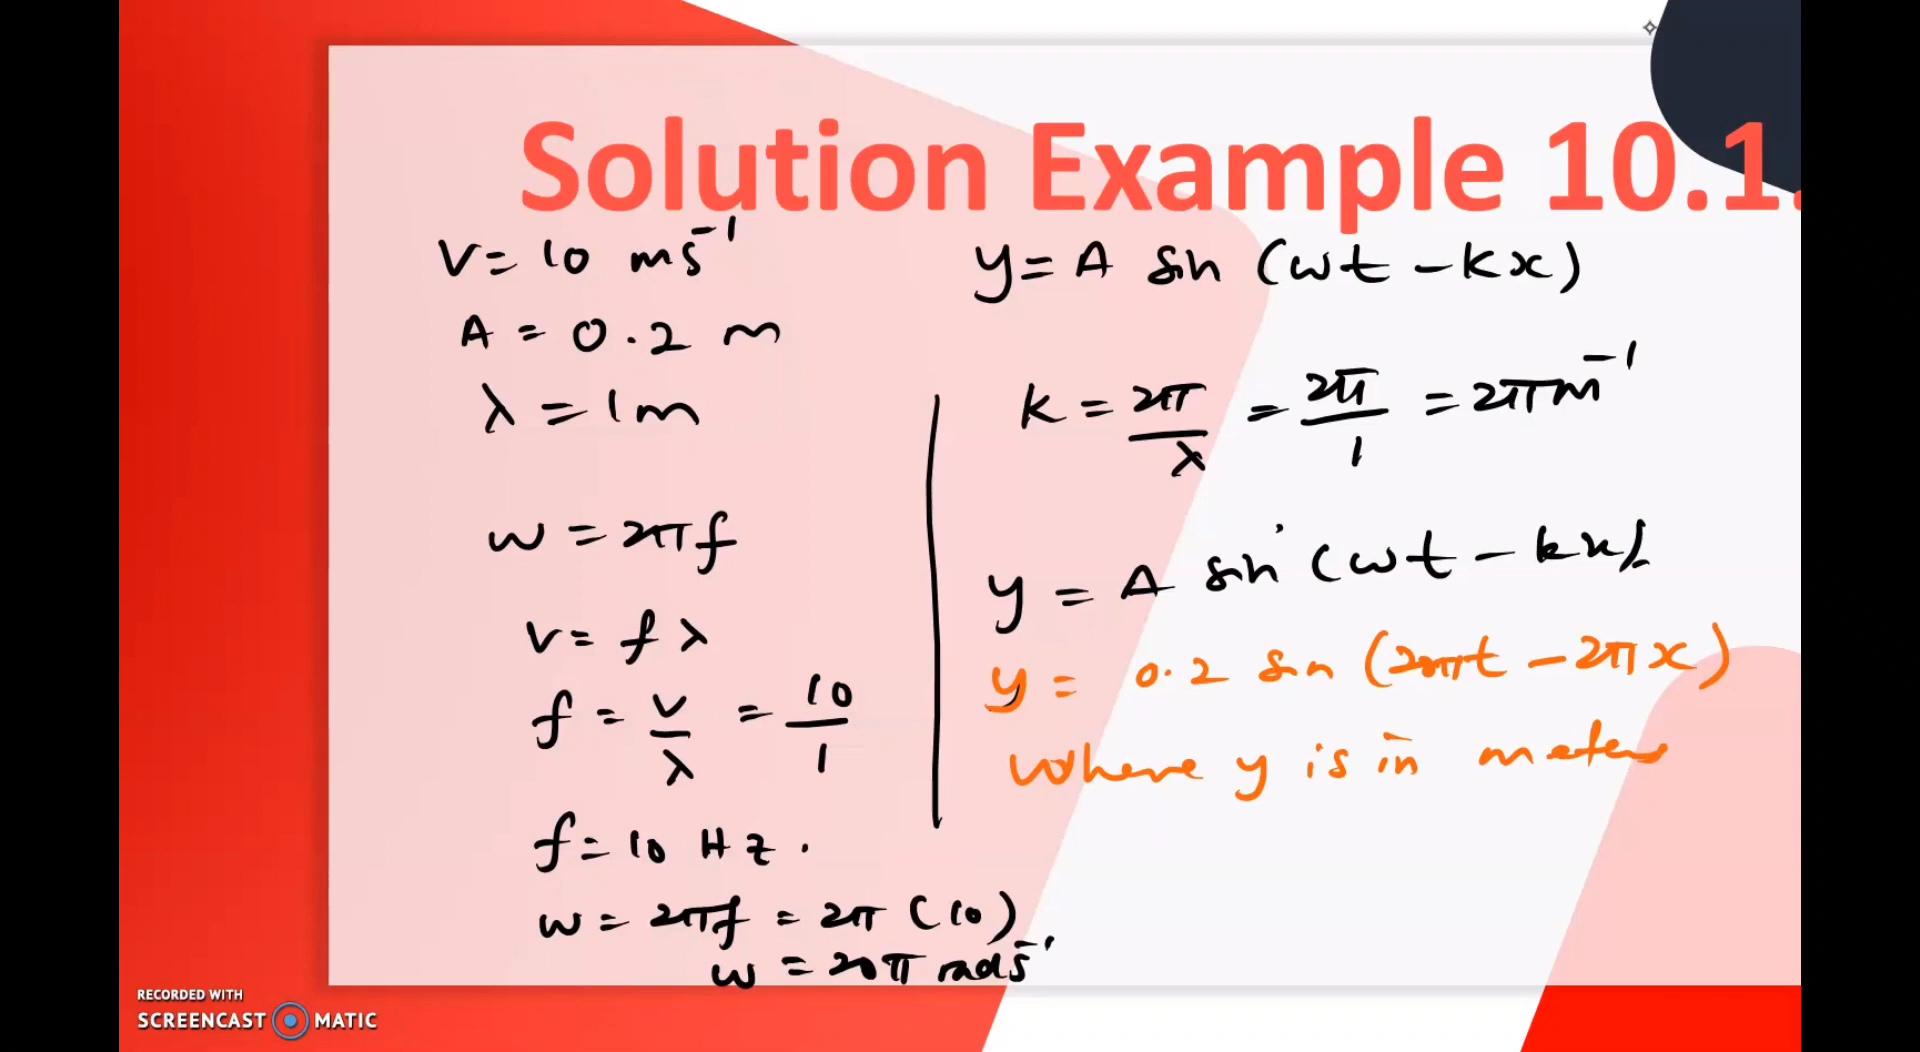 Solution Example 10.1.
V = 10 ms⁻¹
A = 0.2 m
λ = 1m
ω = 2πf
v = fλ
f = v/λ = 10/1
f = 10 Hz.
ω = 2πf = 2π (10)
ω = 20π rads⁻¹
y = A sin (ωt - kx)
k = 2π/λ = 2π/1 = 2πm⁻¹
y = A sin (ωt - kx)
y = 0.2 sin (20πt - 2πx)
where y is in meters
RECORDED WITH
SCREENCAST MATIC